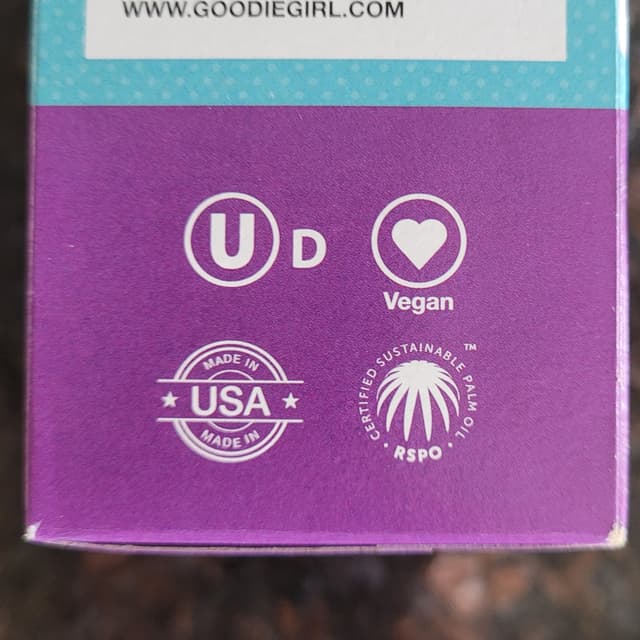 WWW.GOODIEGIRL.COM
U D
Vegan
MADE IN
USA
MADE IN
CERTIFIED SUSTAINABLE PALM OIL ™
RSPO